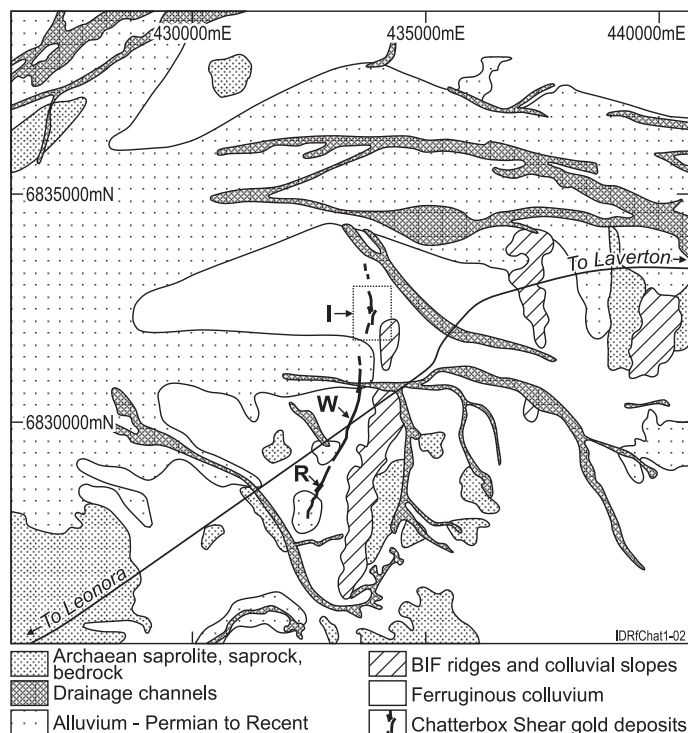 430000mE
435000mE
440000mE
6835000mN
To Laverton
I
W
6830000mN
R
To Leonora
IDRfChat1-02
Archaean saprolite, saprock,
bedrock
Drainage channels
Alluvium - Permian to Recent
BIF ridges and colluvial slopes
Ferruginous colluvium
Chatterbox Shear gold deposits